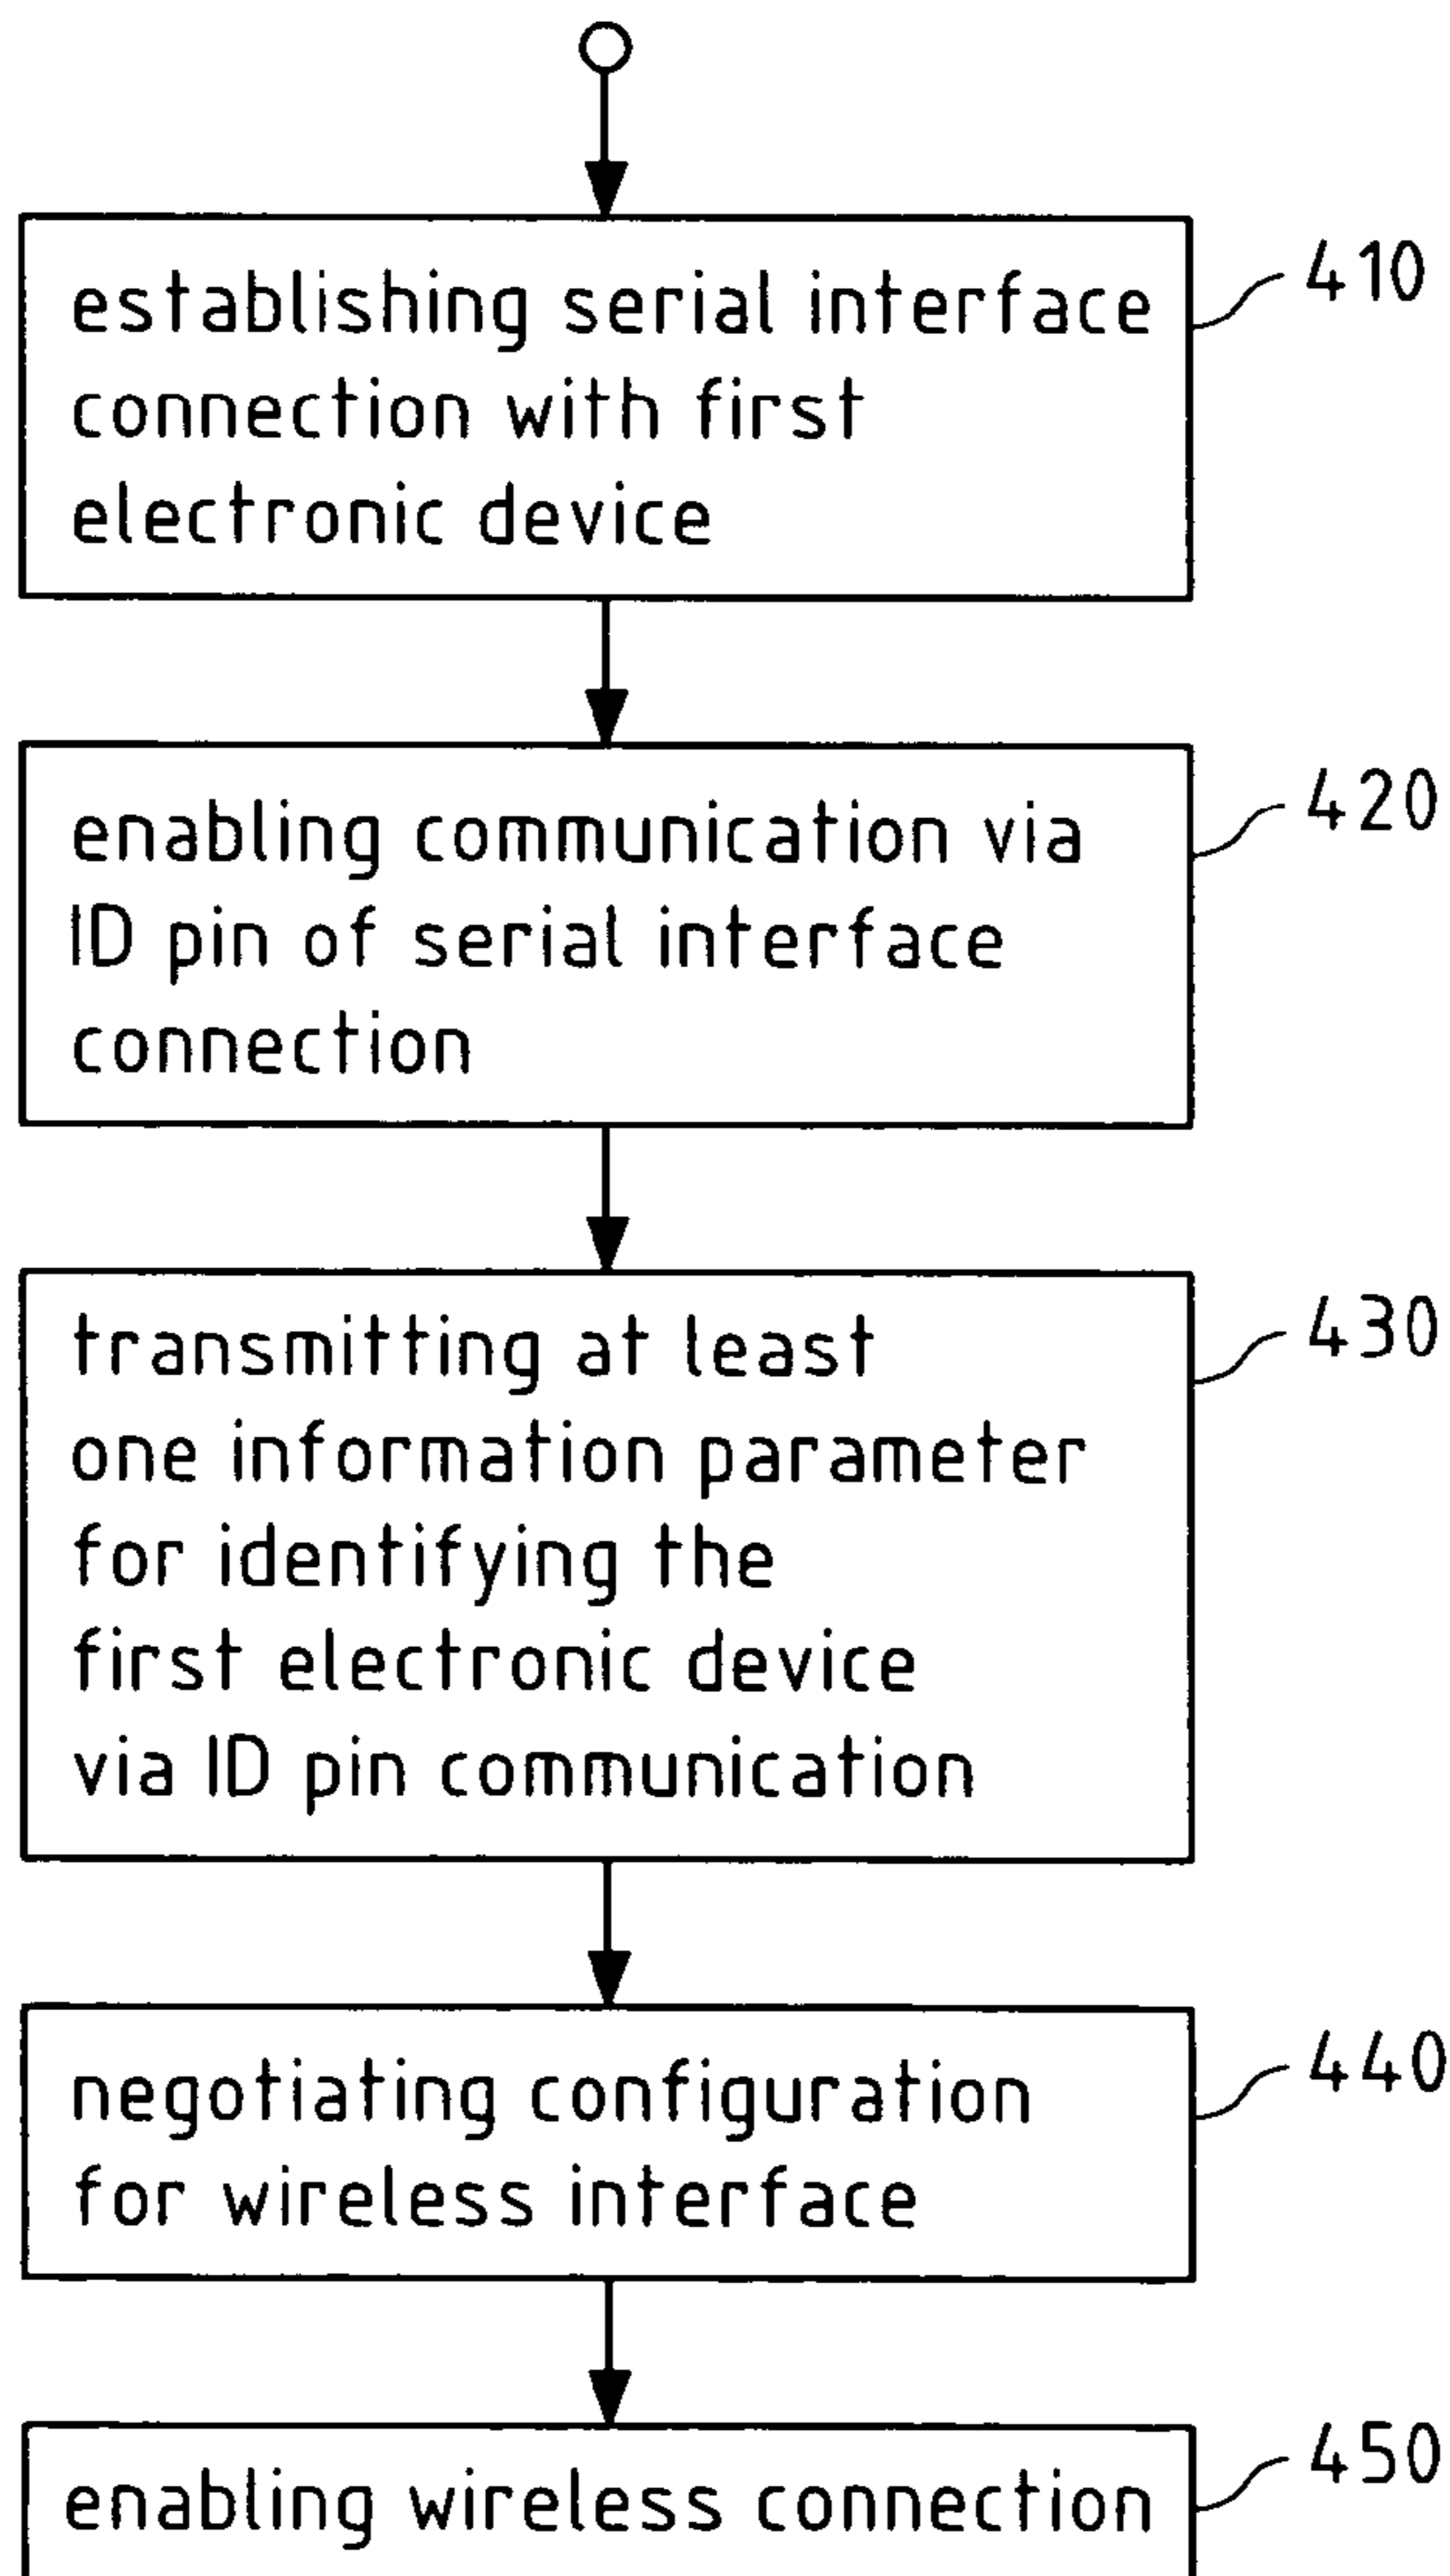 establishing serial interface
connection with first
electronic device
410
enabling communication via
ID pin of serial interface
connection
420
transmitting at least
one information parameter
for identifying the
first electronic device
via ID pin communication
430
negotiating configuration
for wireless interface
440
enabling wireless connection
450